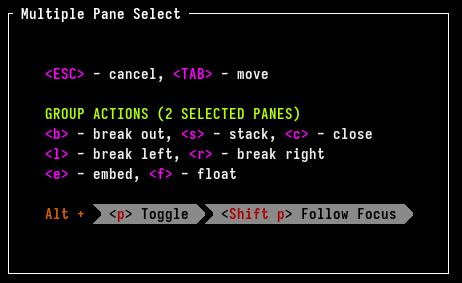 Multiple Pane Select
<ESC> - cancel, <TAB> - move
GROUP ACTIONS (2 SELECTED PANES)
<b> - break out, <s> - stack, <c> - close
<l> - break left, <r> - break right
<e> - embed, <f> - float
Alt + <p> Toggle <Shift p> Follow Focus